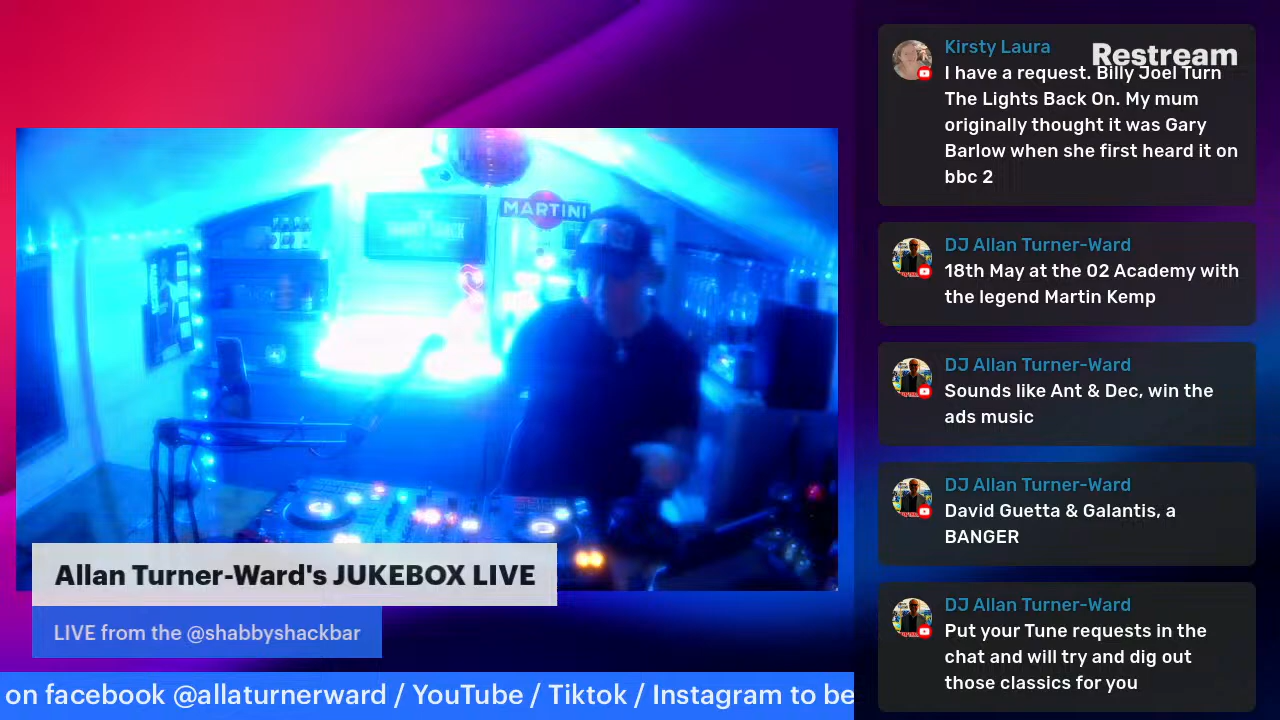 Restream
Kirsty Laura
I have a request. Billy Joel Turn
The Lights Back On. My mum
originally thought it was Gary
Barlow when she first heard it on
bbc 2
DJ Allan Turner-Ward
18th May at the O2 Academy with
the legend Martin Kemp
DJ Allan Turner-Ward
Sounds like Ant & Dec, win the
ads music
DJ Allan Turner-Ward
David Guetta & Galantis, a
BANGER
DJ Allan Turner-Ward
Put your Tune requests in the
chat and will try and dig out
those classics for you
MARTINI
Allan Turner-Ward's JUKEBOX LIVE
LIVE from the @shabbyshackbar
on facebook @allaturnerward / YouTube / Tiktok / Instagram to be